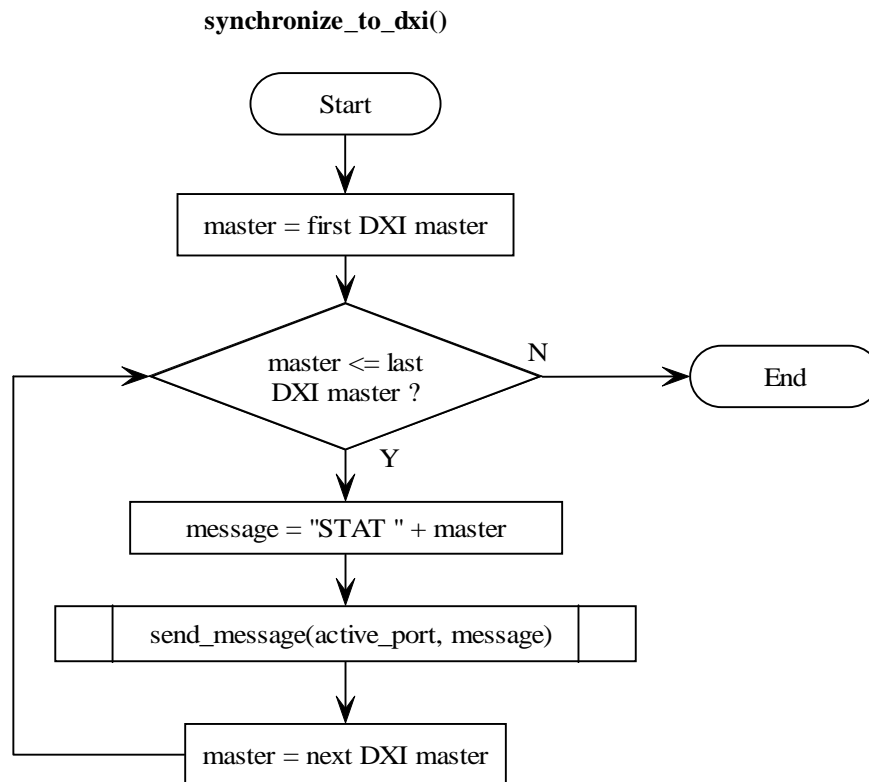 synchronize_to_dxi()
Start
master = first DXI master
master <= last
DXI master ?
N
End
Y
message = "STAT " + master
send_message(active_port, message)
master = next DXI master